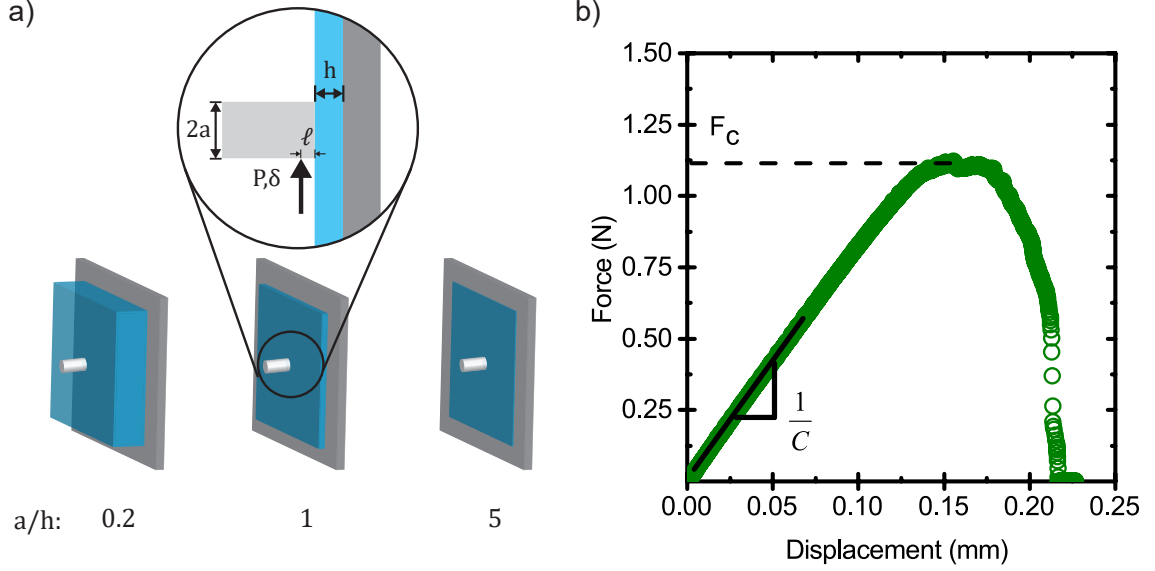 a)
h
2a
ℓ
P,δ
a/h: 0.2 1 5
b)
1.50
1.25
1.00
0.75
0.50
0.25
Force (N)
F_c
1
C
0.00 0.05 0.10 0.15 0.20 0.25
Displacement (mm)